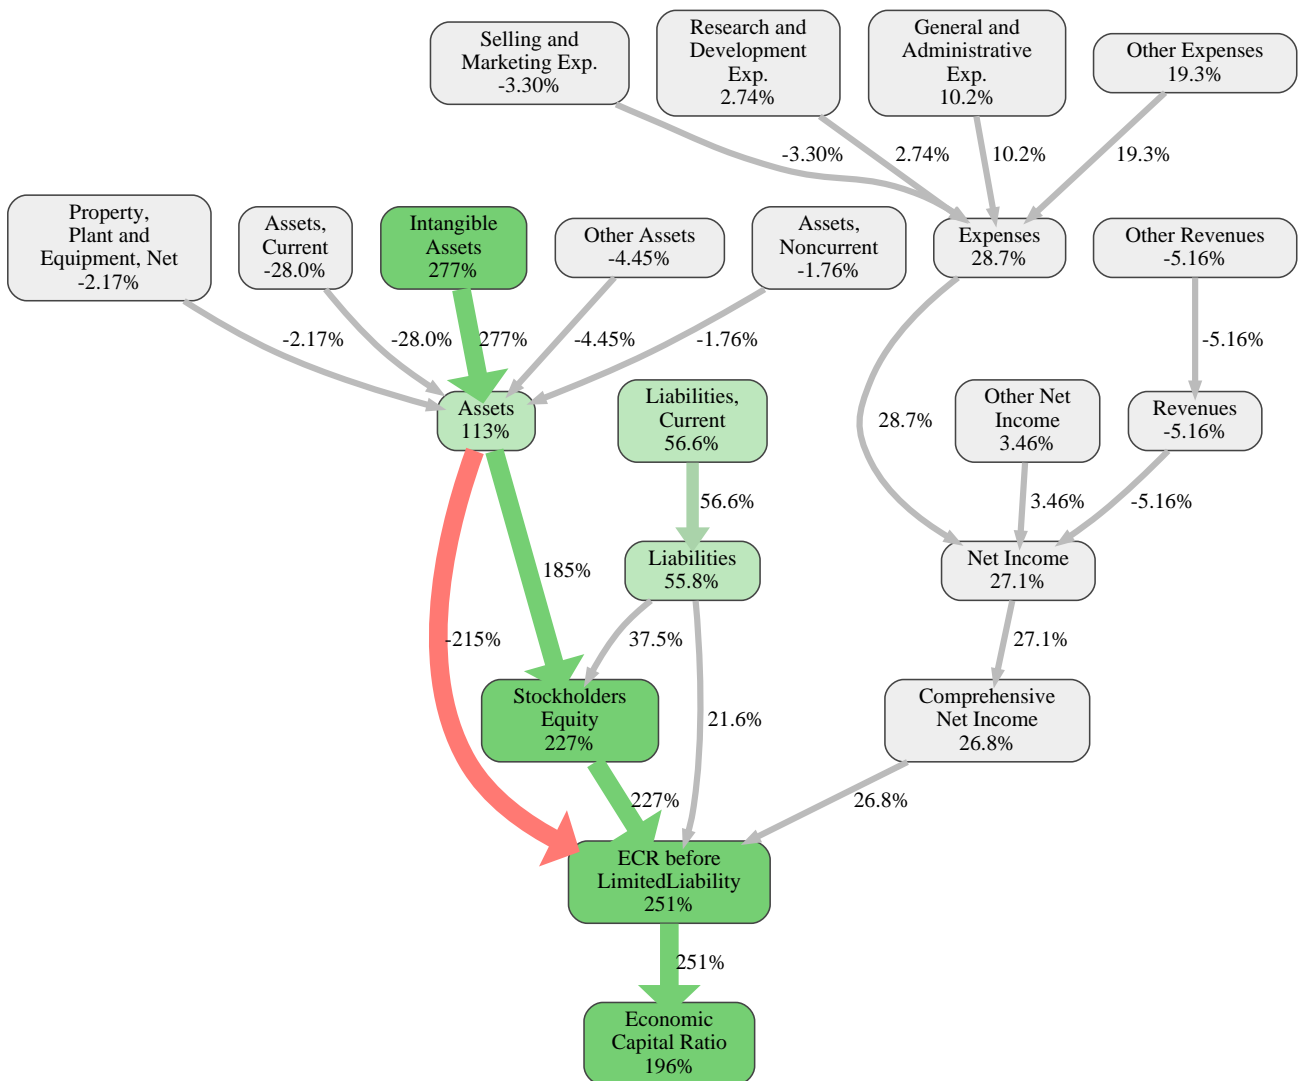 Selling and
Marketing Exp.
-3.30%
Research and
Development
Exp.
2.74%
General and
Administrative
Exp.
10.2%
Other Expenses
19.3%
-3.30%
2.74%
10.2%
19.3%
Property,
Plant and
Equipment, Net
-2.17%
Assets,
Current
-28.0%
Intangible
Assets
277%
Other Assets
-4.45%
Assets,
Noncurrent
-1.76%
Expenses
28.7%
Other Revenues
-5.16%
-2.17%
-28.0%
277%
-4.45%
-1.76%
-5.16%
Assets
113%
Liabilities,
Current
56.6%
28.7%
Other Net
Income
3.46%
Revenues
-5.16%
56.6%
3.46%
-5.16%
185%
Liabilities
55.8%
Net Income
27.1%
-215%
37.5%
27.1%
Stockholders
Equity
227%
21.6%
Comprehensive
Net Income
26.8%
227%
26.8%
ECR before
LimitedLiability
251%
251%
Economic
Capital Ratio
196%